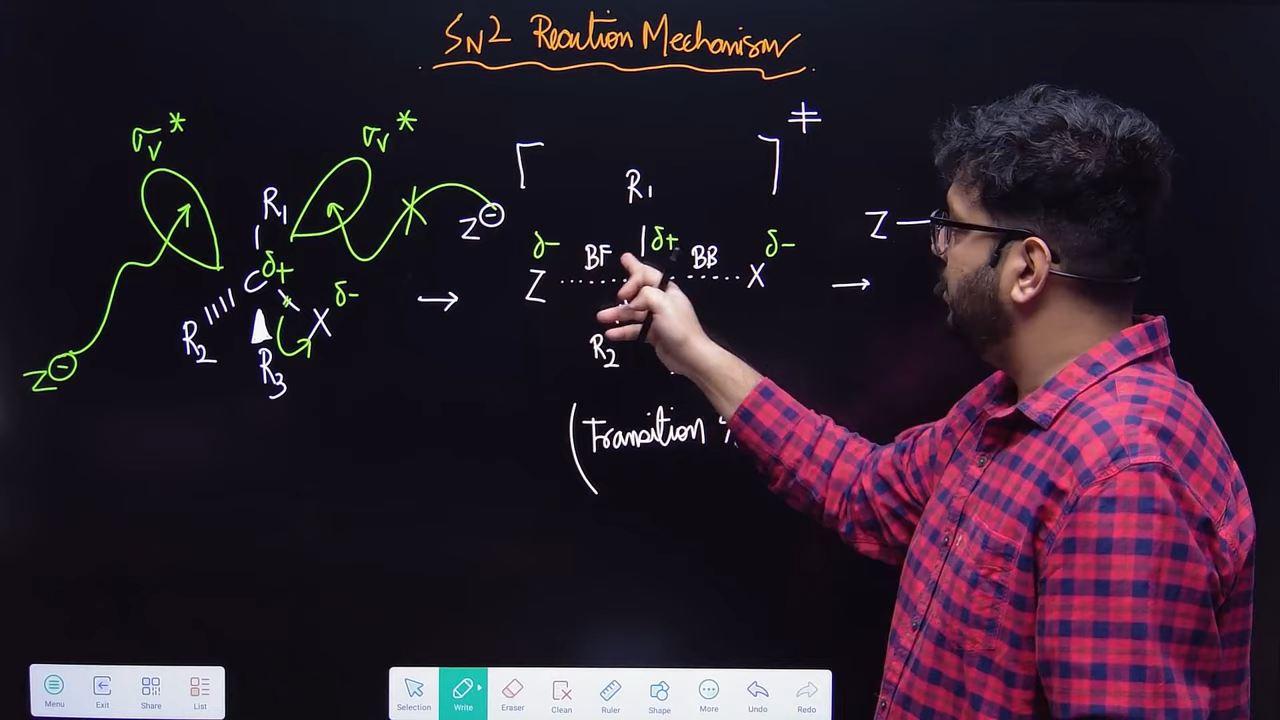 SN2 Reaction Mechanism
σv*
σv*
R1
Z⊖
C δ+
X δ-
R2
R3
Z⊖
→
‡
R1
δ- δ+ δ-
BF BB
Z X
R2
(Transition
→
Z—
Menu
Exit
Share
List
Selection
Write
Eraser
Clean
Ruler
Shape
More
Undo
Redo